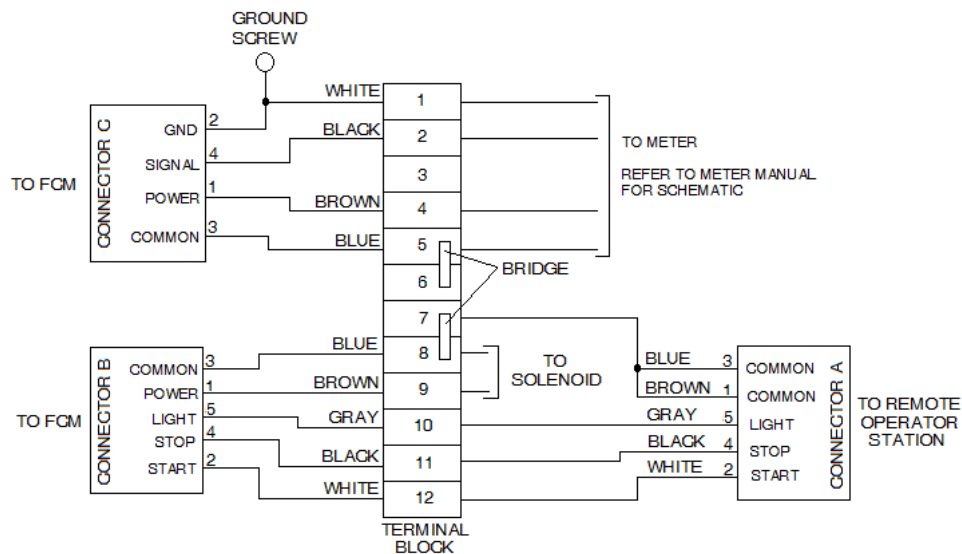 GROUND
SCREW
WHITE
1
GND
2
BLACK
2
TO FCM
CONNECTOR C
SIGNAL
4
3
POWER
1
BROWN
4
COMMON
3
BLUE
5
6
BRIDGE
TO METER
REFER TO METER MANUAL
FOR SCHEMATIC
7
TO FCM
CONNECTOR B
COMMON
3
BLUE
8
POWER
1
BROWN
9
LIGHT
5
GRAY
10
STOP
4
BLACK
11
START
2
WHITE
12
TERMINAL
BLOCK
TO
SOLENOID
BLUE
3
COMMON
BROWN
1
COMMON
GRAY
5
LIGHT
BLACK
4
STOP
WHITE
2
START
CONNECTOR A
TO REMOTE
OPERATOR
STATION